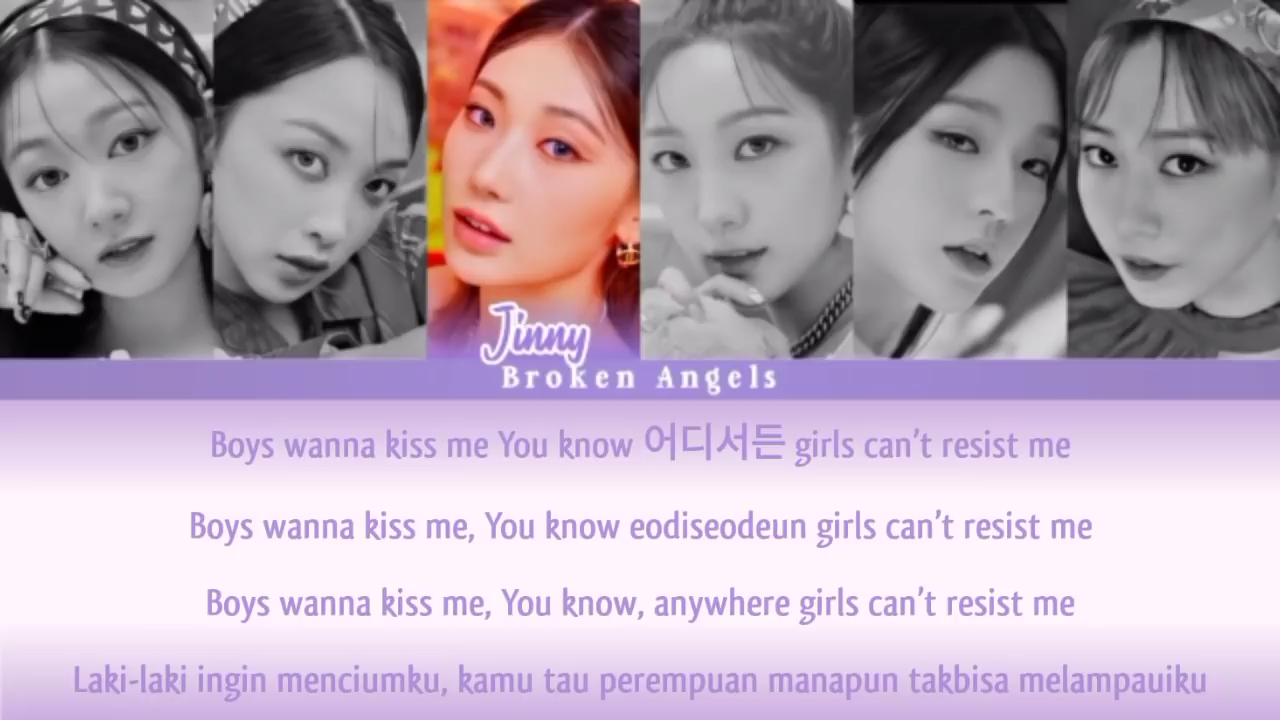 Jinny
Broken Angels
Boys wanna kiss me You know 어디서든 girls can’t resist me
Boys wanna kiss me, You know eodiseodeun girls can’t resist me
Boys wanna kiss me, You know, anywhere girls can’t resist me
Laki-laki ingin menciumku, kamu tau perempuan manapun takbisa melampauiku